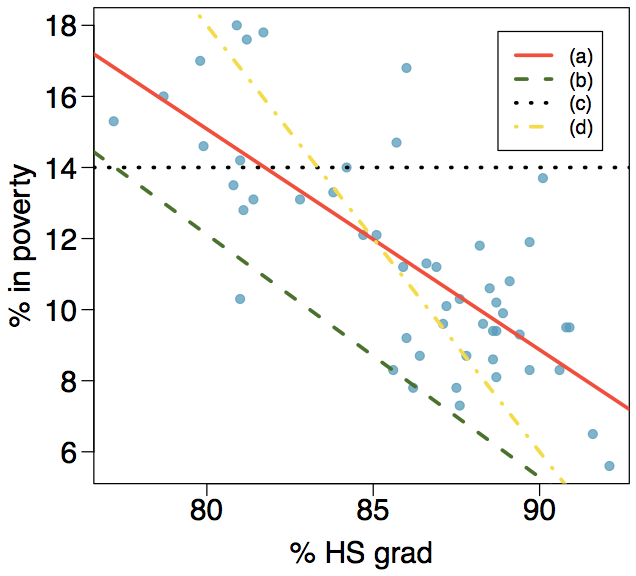 18
16
14
12
10
8
6
% in poverty
(a)
(b)
(c)
(d)
80 85 90
% HS grad